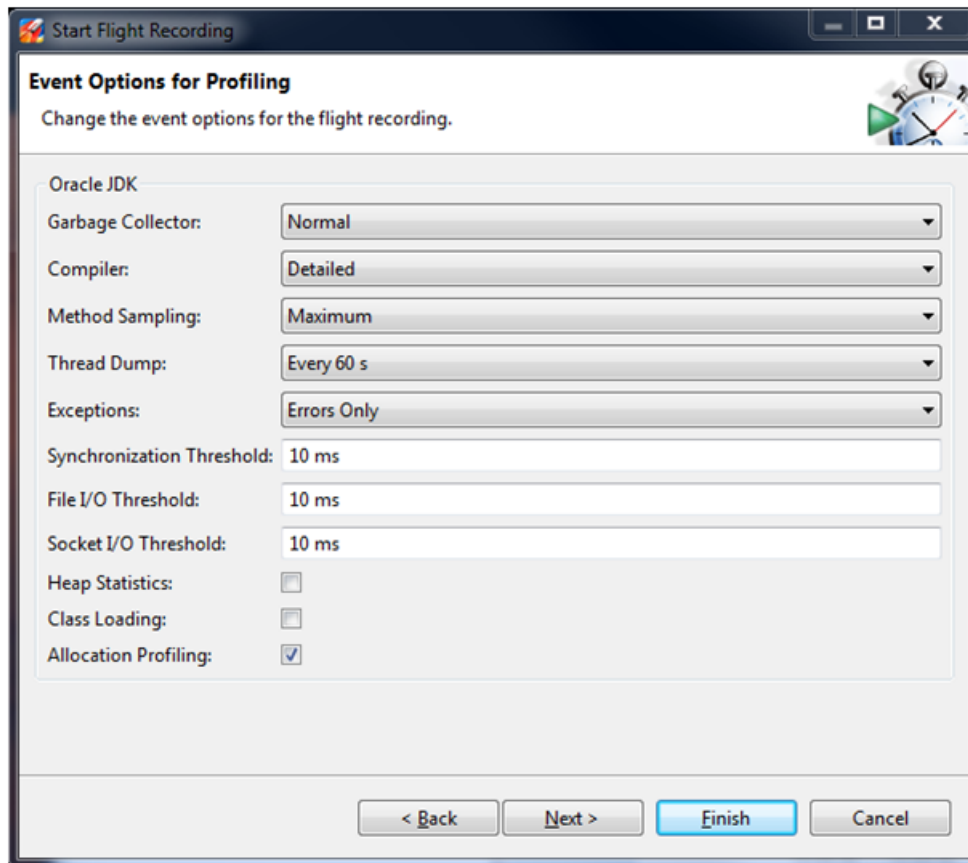 Start Flight Recording
Event Options for Profiling
Change the event options for the flight recording.
Oracle JDK
Garbage Collector: Normal
Compiler: Detailed
Method Sampling: Maximum
Thread Dump: Every 60 s
Exceptions: Errors Only
Synchronization Threshold: 10 ms
File I/O Threshold: 10 ms
Socket I/O Threshold: 10 ms
Heap Statistics:
Class Loading:
Allocation Profiling:
< Back Next > Finish Cancel